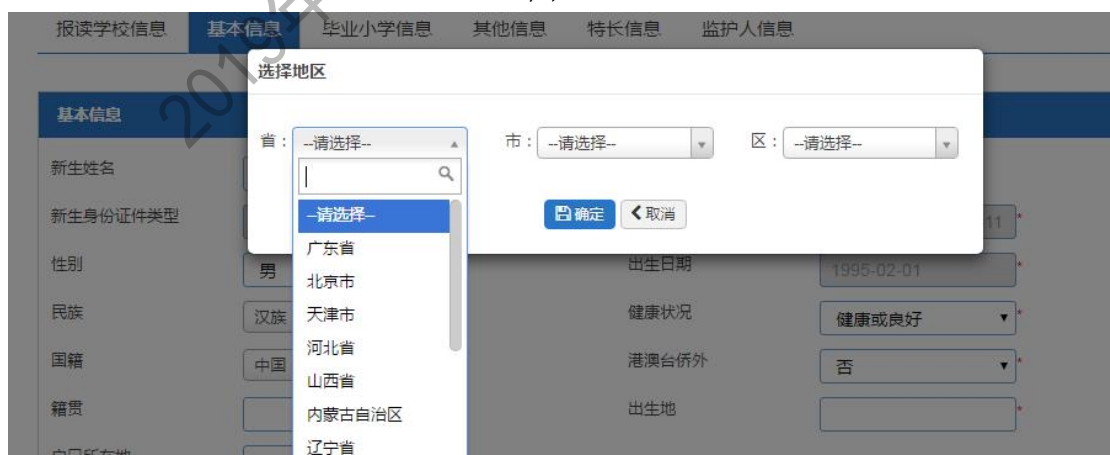 报读学校信息 基本信息 毕业小学信息 其他信息 特长信息 监护人信息
选择地区
基本信息
省： --请选择-- 市： --请选择-- 区： --请选择--
新生姓名
新生身份证件类型 --请选择-- 确定 取消 11 *
广东省
性别 男 出生日期 1995-02-01 *
北京市
民族 汉族 天津市 健康状况 健康或良好 *
河北省
国籍 中国 港澳台侨外 否 *
山西省
籍贯 内蒙古自治区 出生地 *
辽宁省
2019年